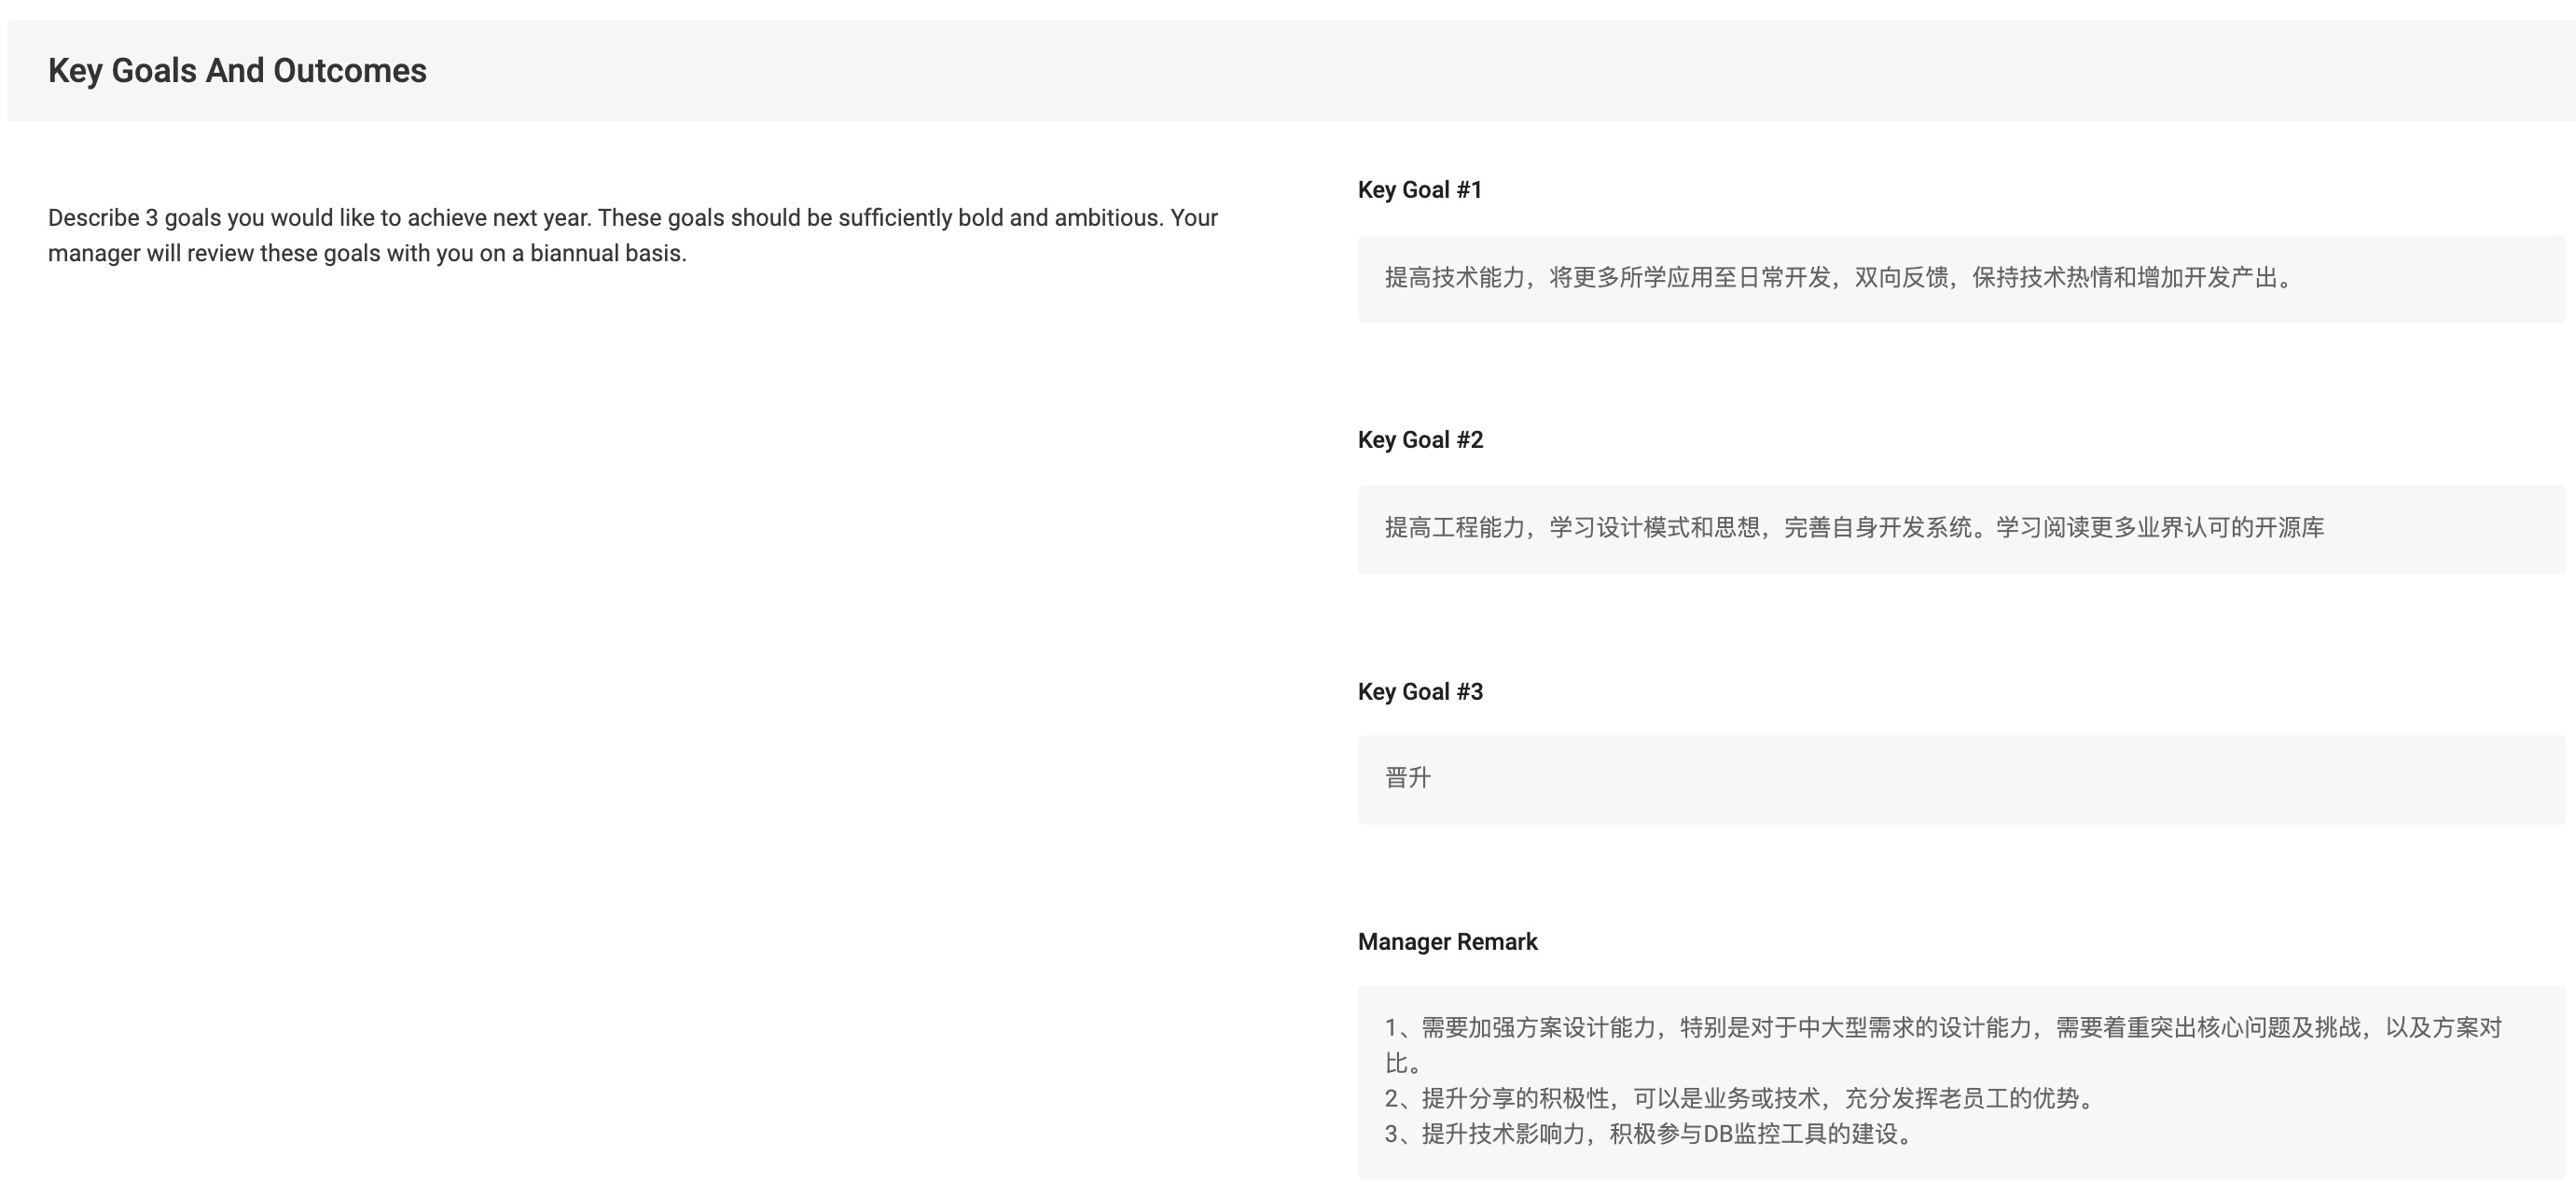 Key Goals And Outcomes
Describe 3 goals you would like to achieve next year. These goals should be sufficiently bold and ambitious. Your
manager will review these goals with you on a biannual basis.
Key Goal #1
提高技术能力，将更多所学应用至日常开发，双向反馈，保持技术热情和增加开发产出。
Key Goal #2
提高工程能力，学习设计模式和思想，完善自身开发系统。学习阅读更多业界认可的开源库
Key Goal #3
晋升
Manager Remark
1、需要加强方案设计能力，特别是对于中大型需求的设计能力，需要着重突出核心问题及挑战，以及方案对
比。
2、提升分享的积极性，可以是业务或技术，充分发挥老员工的优势。
3、提升技术影响力，积极参与DB监控工具的建设。